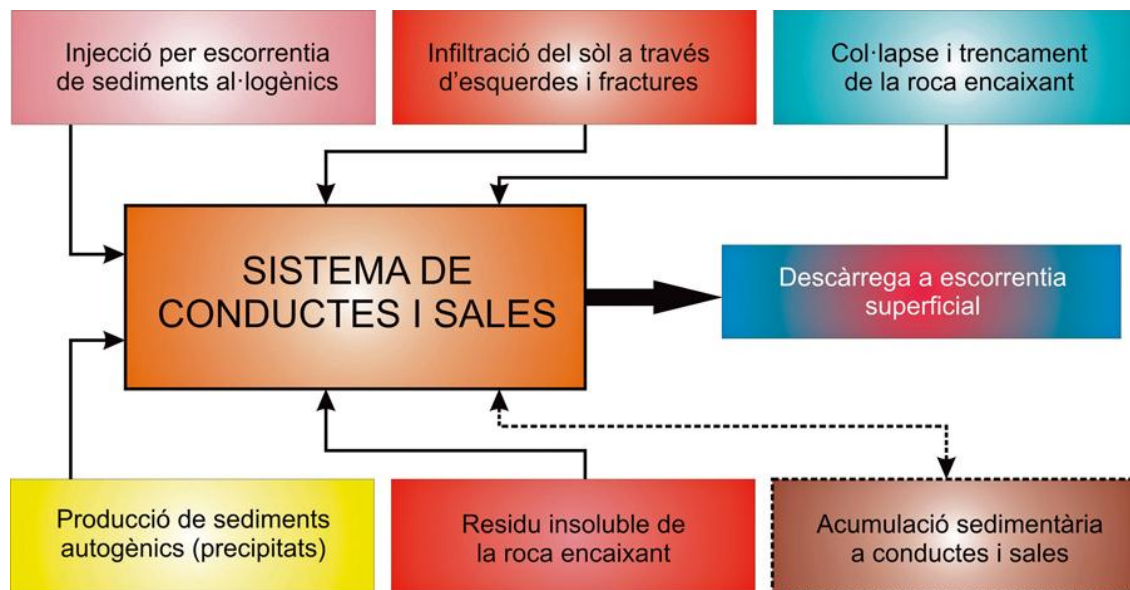 Injecció per escorrentia
de sediments al·logènics
Infiltració del sòl a través
d'esquerdes i fractures
Col·lapse i trencament
de la roca encaixant
SISTEMA DE
CONDUCTES I SALES
Descàrrega a escorrentia
superficial
Producció de sediments
autogènics (precipitats)
Residu insoluble de
la roca encaixant
Acumulació sedimentària
a conductes i sales